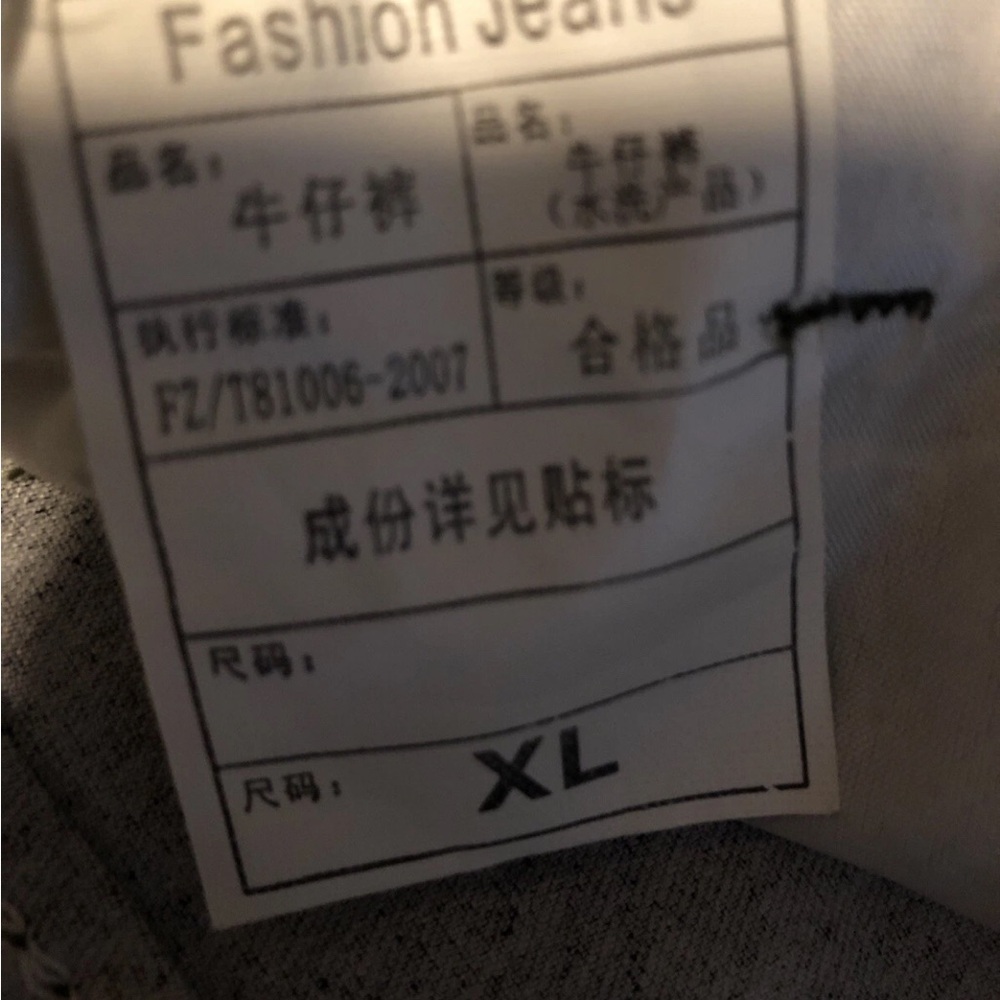 Fashion Jeans
品名：
牛仔裤
品名：
牛仔裤
（水洗产品）
执行标准：
FZ/T81006-2007
等级：
合格品
成份详见贴标
尺码：
尺码：
XL